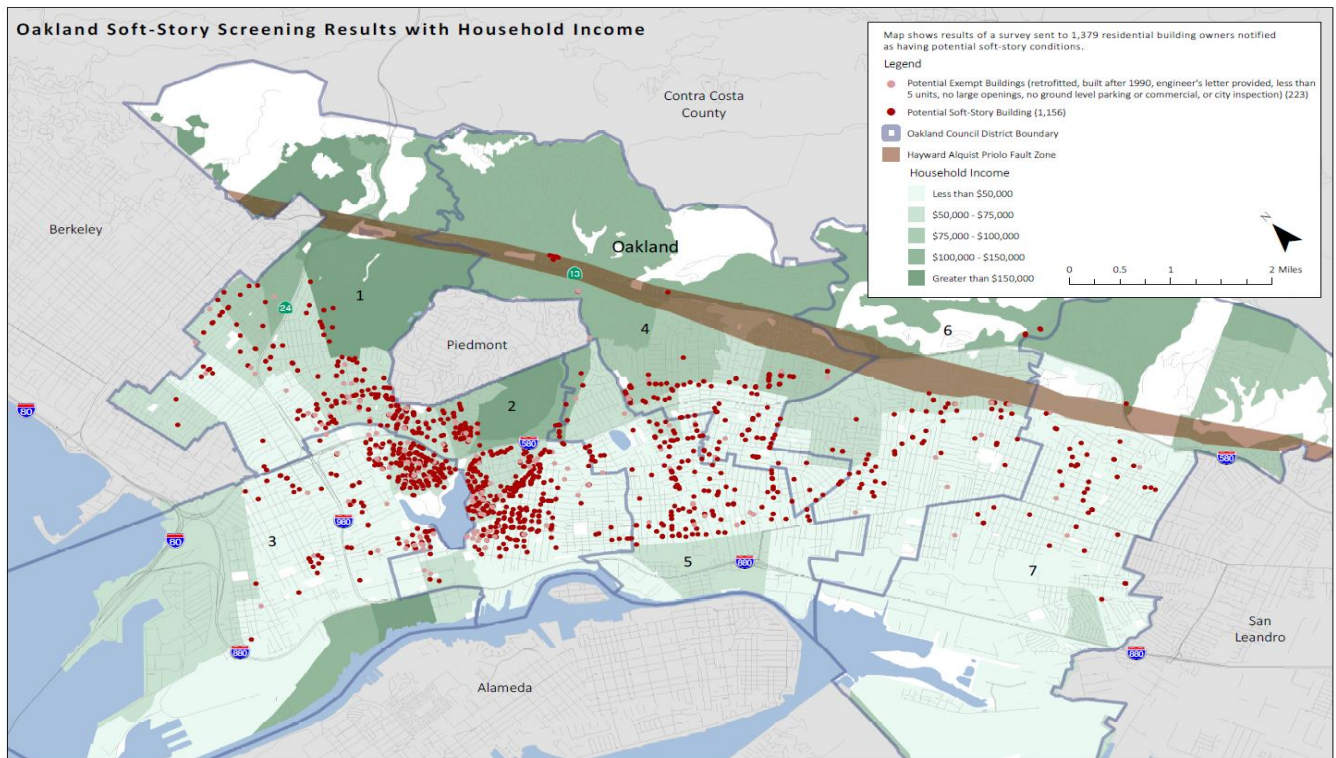 Oakland Soft-Story Screening Results with Household Income
Map shows results of a survey sent to 1,379 residential building owners notified
as having potential soft-story conditions.
Legend
Potential Exempt Buildings (retrofitted, built after 1990, engineer's letter provided, less than
5 units, no large openings, no ground level parking or commercial, or city inspection) (223)
Potential Soft-Story Building (1,156)
Oakland Council District Boundary
Hayward Alquist Priolo Fault Zone
Household Income
Less than $50,000
$50,000 - $75,000
$75,000 - $100,000
$100,000 - $150,000
Greater than $150,000
N
0 0.5 1 2 Miles
Contra Costa
County
Berkeley
Oakland
13
1
24
4
6
Piedmont
80
2
580
580
980
80
3
5
880
7
San
Leandro
880
880
Alameda